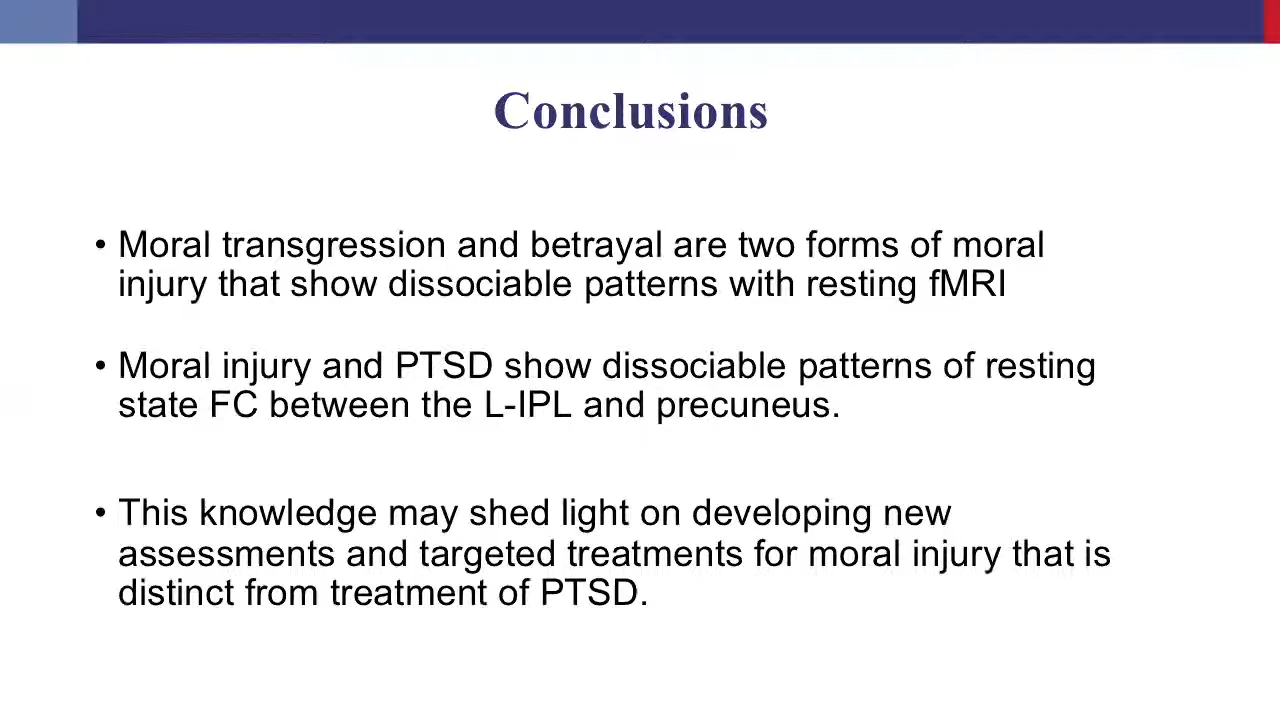 Conclusions
• Moral transgression and betrayal are two forms of moral
injury that show dissociable patterns with resting fMRI
• Moral injury and PTSD show dissociable patterns of resting
state FC between the L-IPL and precuneus.
• This knowledge may shed light on developing new
assessments and targeted treatments for moral injury that is
distinct from treatment of PTSD.